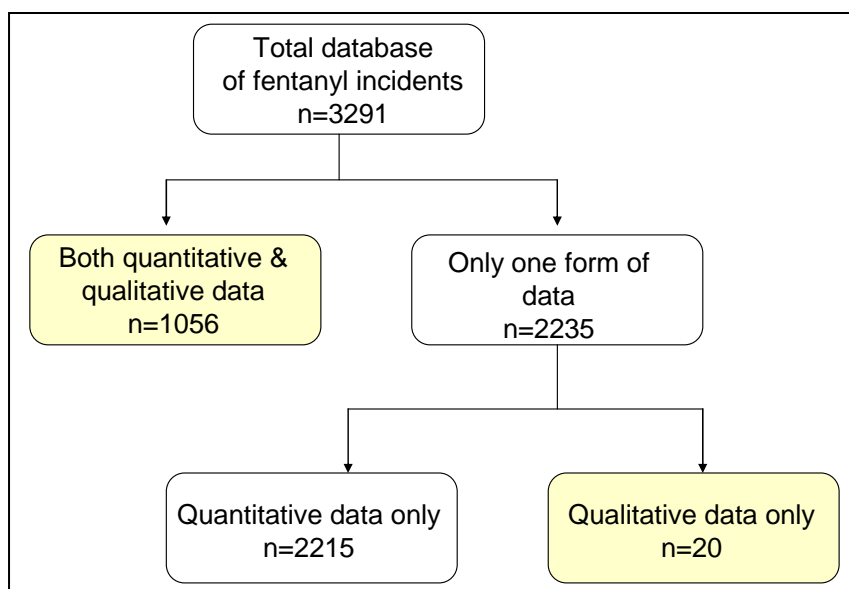 Total database
of fentanyl incidents
n=3291
Both quantitative &
qualitative data
n=1056
Only one form of
data
n=2235
Quantitative data only
n=2215
Qualitative data only
n=20